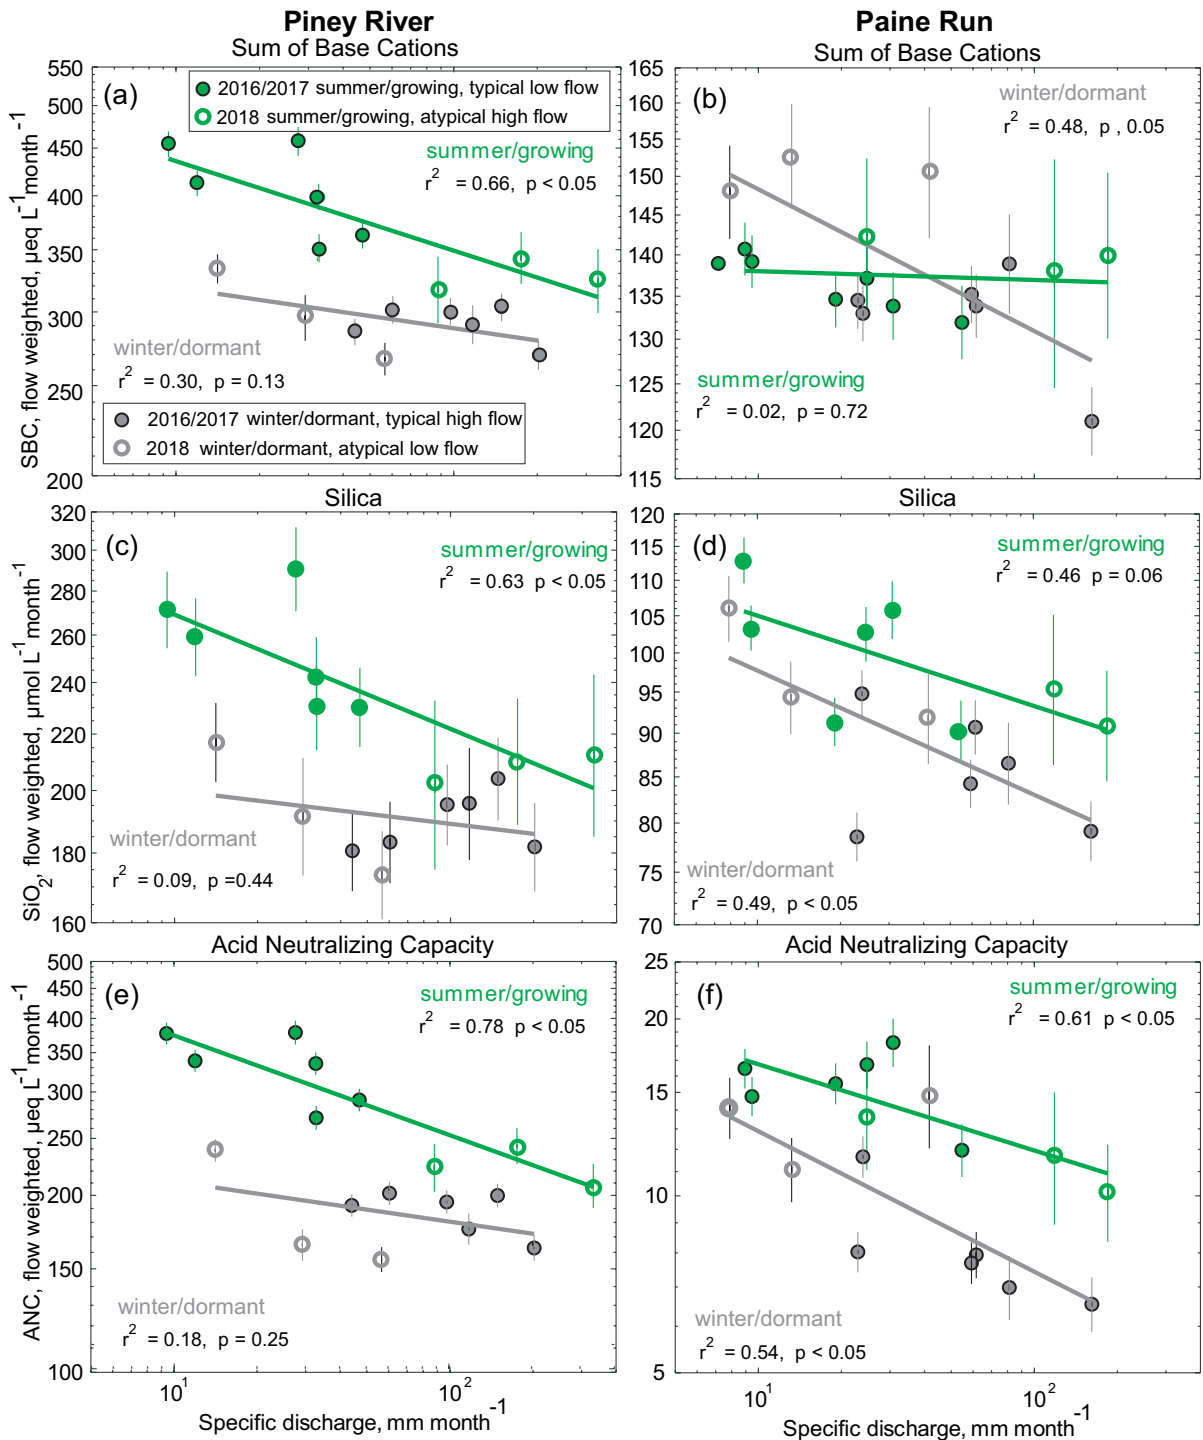 Piney River
Sum of Base Cations
Paine Run
Sum of Base Cations
SBC, flow weighted, µeq L⁻¹month⁻¹
550
500
450
400
350
300
250
200
(a)
2016/2017 summer/growing, typical low flow
2018 summer/growing, atypical high flow
summer/growing
r² = 0.66, p < 0.05
winter/dormant
r² = 0.30, p = 0.13
2016/2017 winter/dormant, typical high flow
2018 winter/dormant, atypical low flow
165
160
155
150
145
140
135
130
125
120
115
(b)
winter/dormant
r² = 0.48, p , 0.05
summer/growing
r² = 0.02, p = 0.72
Silica
SiO₂, flow weighted, µmol L⁻¹month⁻¹
320
300
280
260
240
220
200
180
160
(c)
summer/growing
r² = 0.63 p < 0.05
winter/dormant
r² = 0.09, p =0.44
Silica
120
115
110
105
100
95
90
85
80
75
70
(d)
summer/growing
r² = 0.46 p = 0.06
winter/dormant
r² = 0.49, p < 0.05
Acid Neutralizing Capacity
ANC, flow weighted, µeq L⁻¹month⁻¹
500
450
400
350
300
250
200
150
100
(e)
summer/growing
r² = 0.78 p < 0.05
winter/dormant
r² = 0.18, p = 0.25
10¹
10²
Specific discharge, mm month⁻¹
Acid Neutralizing Capacity
25
20
15
10
5
(f)
summer/growing
r² = 0.61 p < 0.05
winter/dormant
r² = 0.54, p < 0.05
10¹
10²
Specific discharge, mm month⁻¹